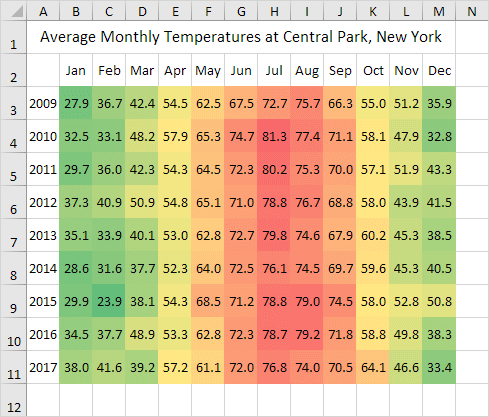 A B C D E F G H I J K L M N
1 Average Monthly Temperatures at Central Park, New York
2 Jan Feb Mar Apr May Jun Jul Aug Sep Oct Nov Dec
3 2009 27.9 36.7 42.4 54.5 62.5 67.5 72.7 75.7 66.3 55.0 51.2 35.9
4 2010 32.5 33.1 48.2 57.9 65.3 74.7 81.3 77.4 71.1 58.1 47.9 32.8
5 2011 29.7 36.0 42.3 54.3 64.5 72.3 80.2 75.3 70.0 57.1 51.9 43.3
6 2012 37.3 40.9 50.9 54.8 65.1 71.0 78.8 76.7 68.8 58.0 43.9 41.5
7 2013 35.1 33.9 40.1 53.0 62.8 72.7 79.8 74.6 67.9 60.2 45.3 38.5
8 2014 28.6 31.6 37.7 52.3 64.0 72.5 76.1 74.5 69.7 59.6 45.3 40.5
9 2015 29.9 23.9 38.1 54.3 68.5 71.2 78.8 79.0 74.5 58.0 52.8 50.8
10 2016 34.5 37.7 48.9 53.3 62.8 72.3 78.7 79.2 71.8 58.8 49.8 38.3
11 2017 38.0 41.6 39.2 57.2 61.1 72.0 76.8 74.0 70.5 64.1 46.6 33.4
12